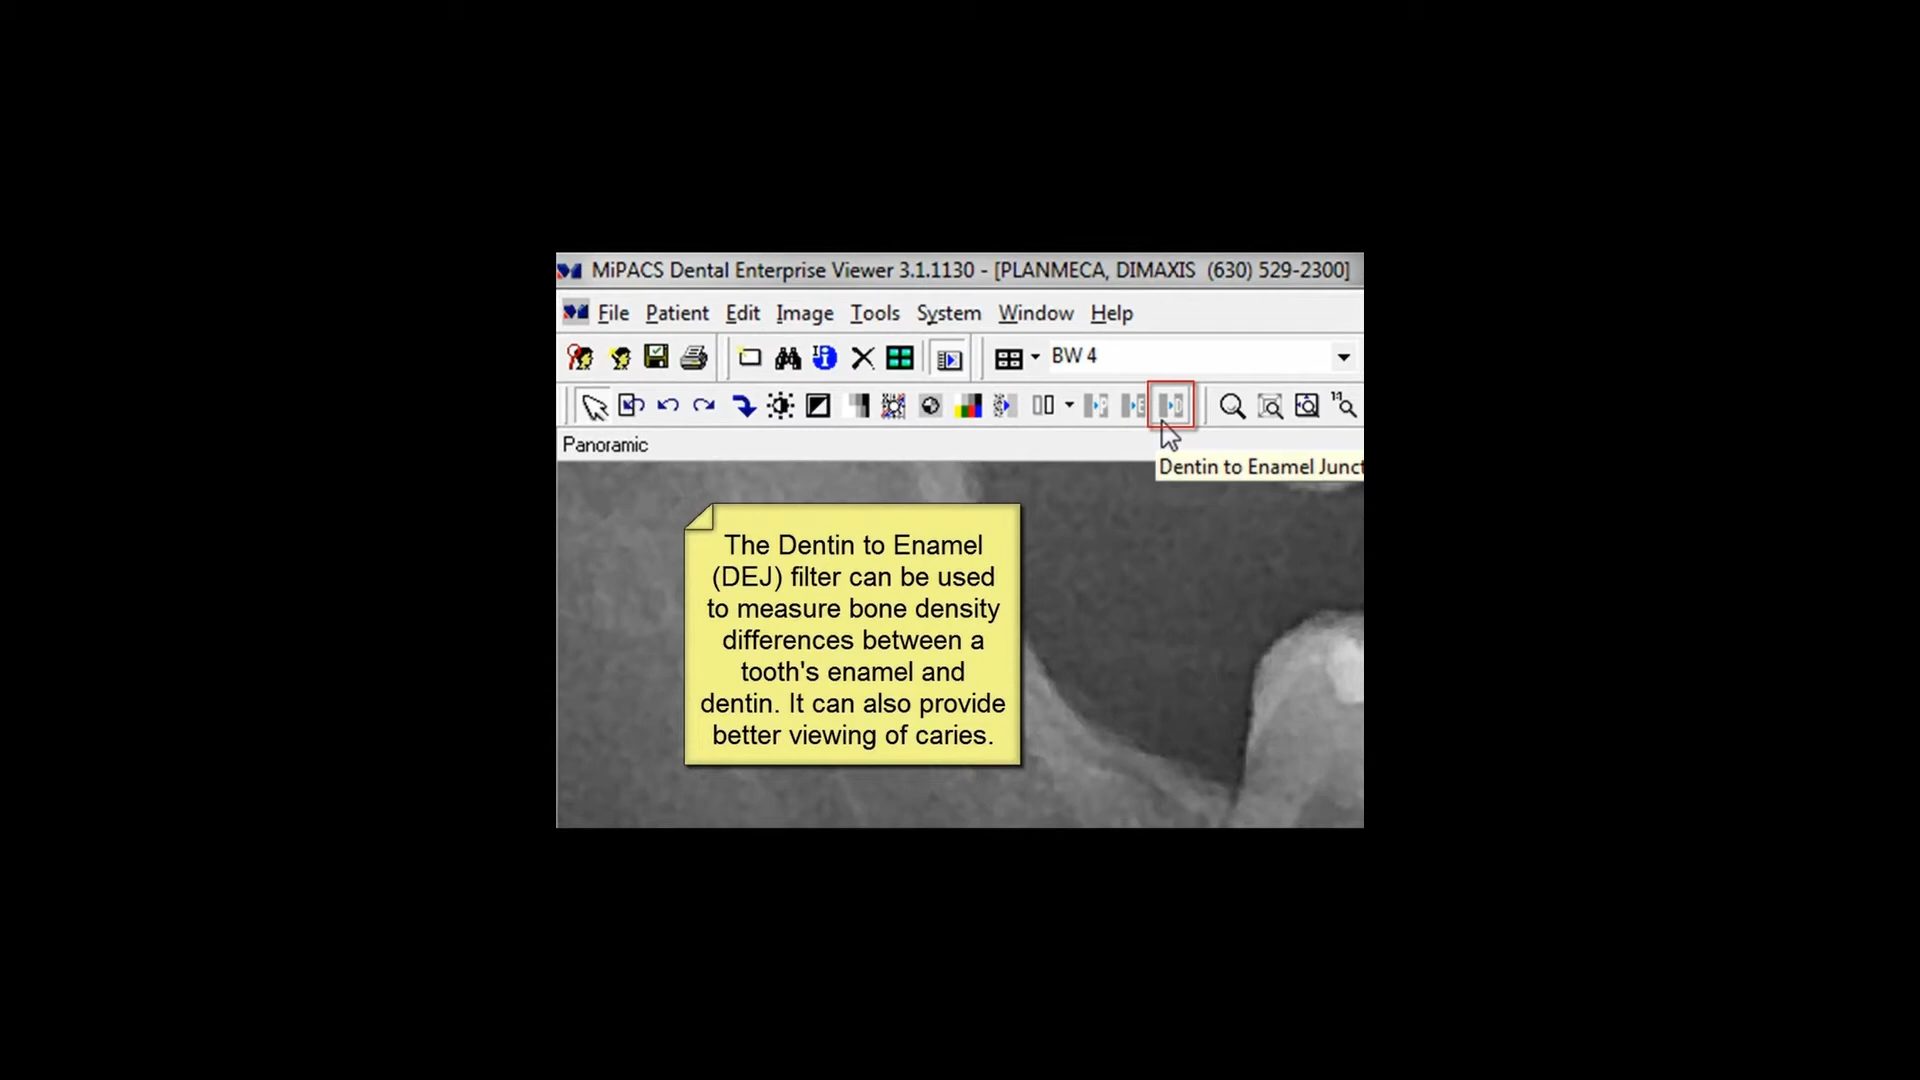 MiPACS Dental Enterprise Viewer 3.1.1130 - [PLANMECA, DIMAXIS (630) 529-2300]
File Patient Edit Image Tools System Window Help
BW 4
1:1
Panoramic
Dentin to Enamel Junct
The Dentin to Enamel
(DEJ) filter can be used
to measure bone density
differences between a
tooth's enamel and
dentin. It can also provide
better viewing of caries.